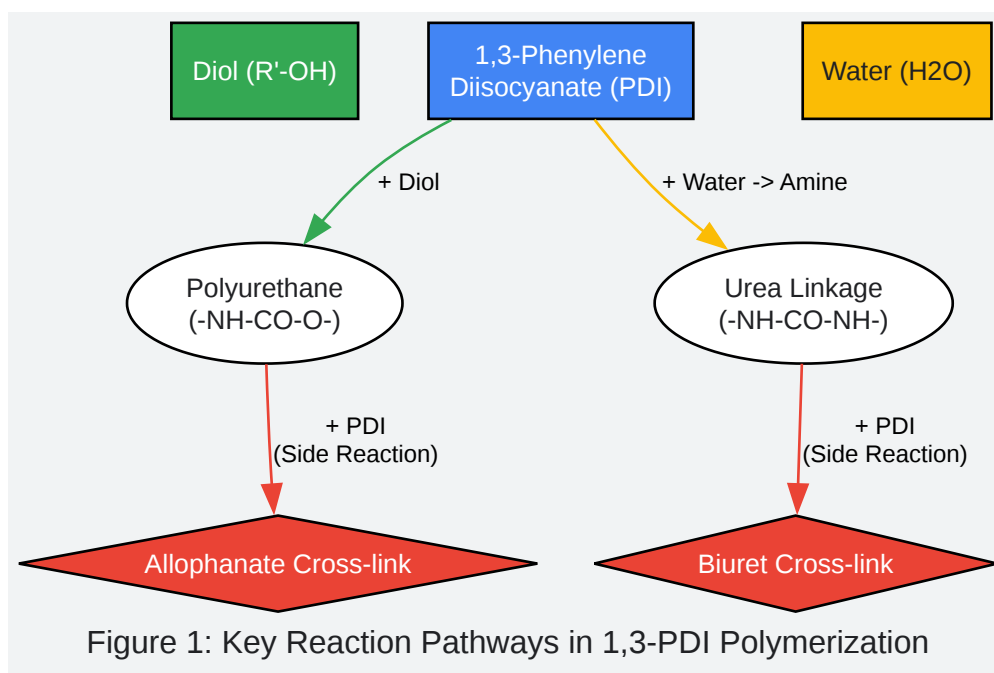 Diol (R'-OH)
1,3-Phenylene
Diisocyanate (PDI)
Water (H2O)
+ Diol
+ Water -> Amine
Polyurethane
(-NH-CO-O-)
Urea Linkage
(-NH-CO-NH-)
+ PDI
(Side Reaction)
+ PDI
(Side Reaction)
Allophanate Cross-link
Biuret Cross-link
Figure 1: Key Reaction Pathways in 1,3-PDI Polymerization